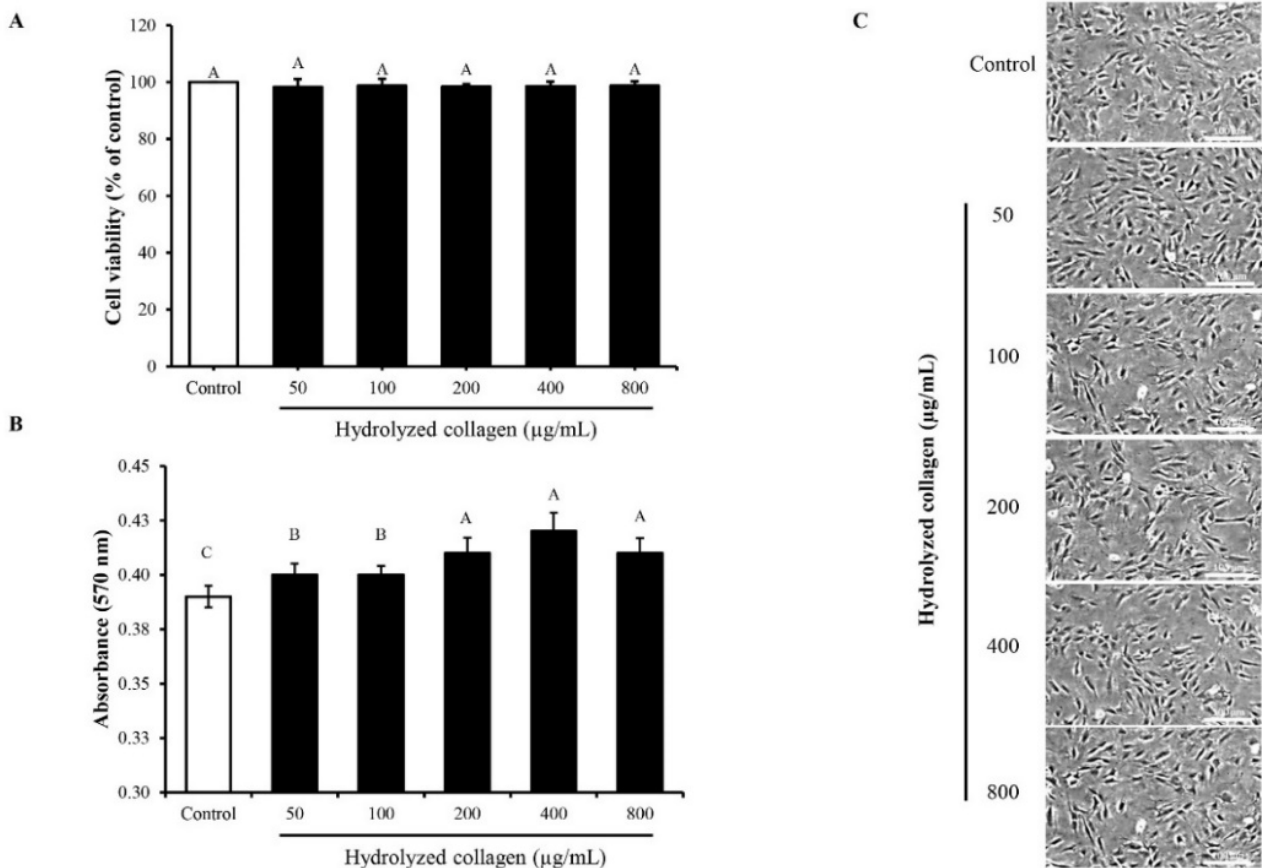 A
Cell viability (% of control)
120
100
80
60
40
20
0
A
A
A
A
A
A
Control
50
100
200
400
800
Hydrolyzed collagen (µg/mL)
B
Absorbance (570 nm)
0.45
0.43
0.40
0.38
0.35
0.33
0.30
C
B
B
A
A
A
Control
50
100
200
400
800
Hydrolyzed collagen (µg/mL)
C
Control
Hydrolyzed collagen (µg/mL)
50
100
200
400
800